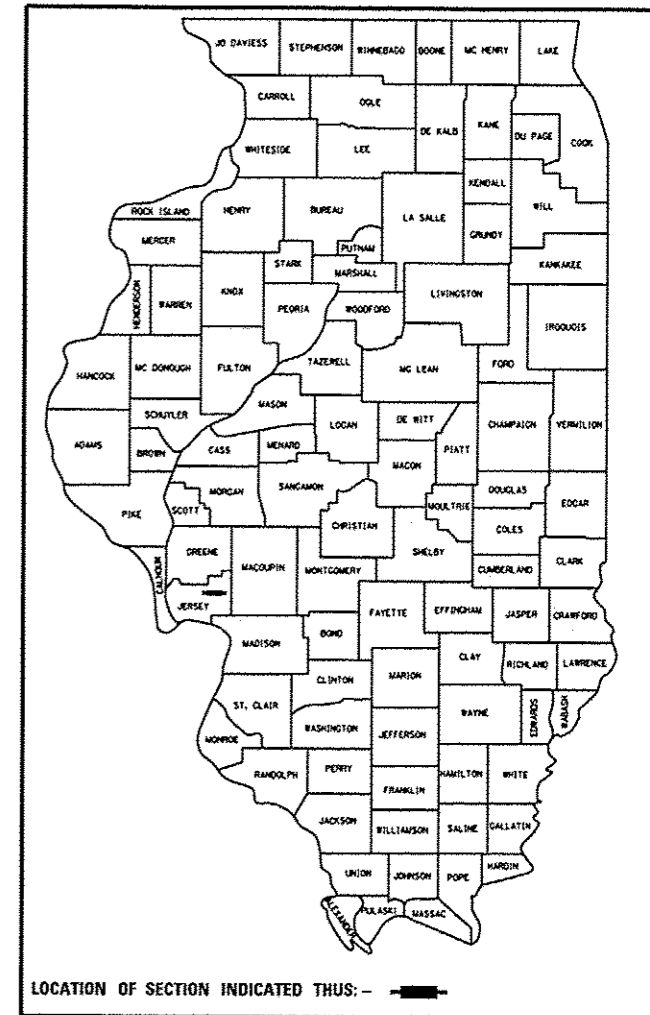 JO DAVIESS STEPHENSON WINNEBAGO BOONE MC HENRY LAKE
CARROLL OGLE DE KALB KANE DU PAGE COOK
WHITESIDE LEE KENDALL WILL
ROCK ISLAND HENRY BUREAU LA SALLE GRUNDY
MERCER STARK PUTNAM KANKAKEE
HENDERSON WARREN KNOX MARSHALL LIVINGSTON
PEORIA WOODFORD IROQUOIS
HANCOCK MC DONOUGH FULTON TAZERELL MC LEAN FORD
MASON
SCHUYLER LOGAN DE WITT CHAMPAIGN VERMILION
ADAMS BROWN CASS MENARD PIATT
MACON
PIKE SCOTT MORGAN SANGAMON DOUGLAS EDGAR
CHRISTIAN MOULTRIE COLES
CALHOUN GREENE MACOUPIN MONTGOMERY SHELBY CUMBERLAND CLARK
JERSEY FAYETTE EFFINGHAM JASPER CRAWFORD
MADISON BOND
CLAY RICHLAND LAWRENCE
CLINTON MARION
ST. CLAIR WAYNE EDWARDS WABASH
MONROE WASHINGTON JEFFERSON
RANDOLPH PERRY HAMILTON WHITE
FRANKLIN
JACKSON WILLIAMSON SALINE GALLATIN
UNION JOHNSON POPE HARDIN
ALEXANDER PULASKI MASSAC
LOCATION OF SECTION INDICATED THUS: -